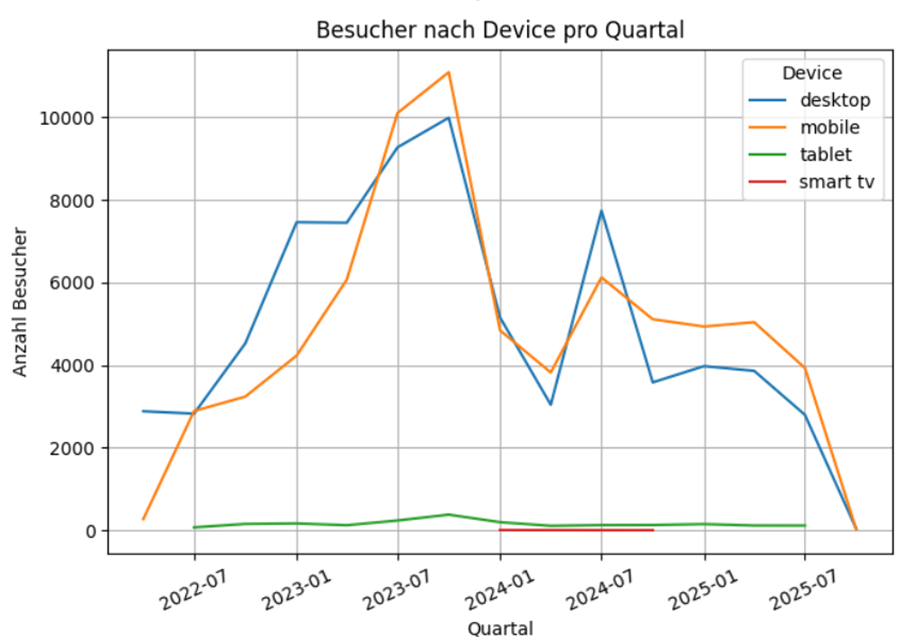 Besucher nach Device pro Quartal
Device
desktop
mobile
tablet
smart tv
Anzahl Besucher
10000
8000
6000
4000
2000
0
2022-07
2023-01
2023-07
2024-01
2024-07
2025-01
2025-07
Quartal